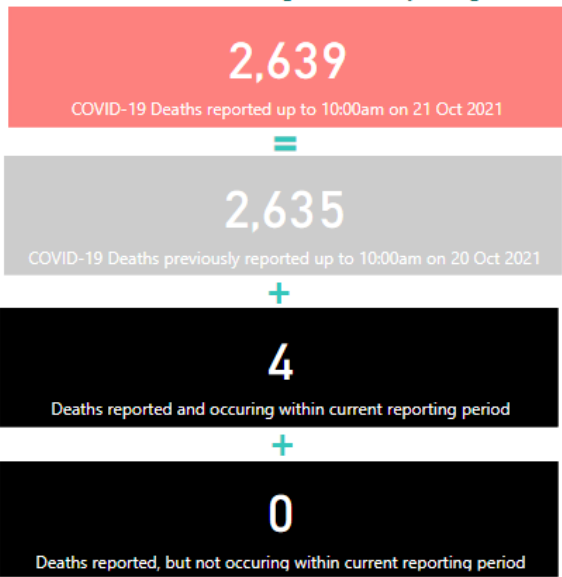 2,639
COVID-19 Deaths reported up to 10:00am on 21 Oct 2021
=
2,635
COVID-19 Deaths previously reported up to 10:00am on 20 Oct 2021
+
4
Deaths reported and occuring within current reporting period
+
0
Deaths reported, but not occuring within current reporting period